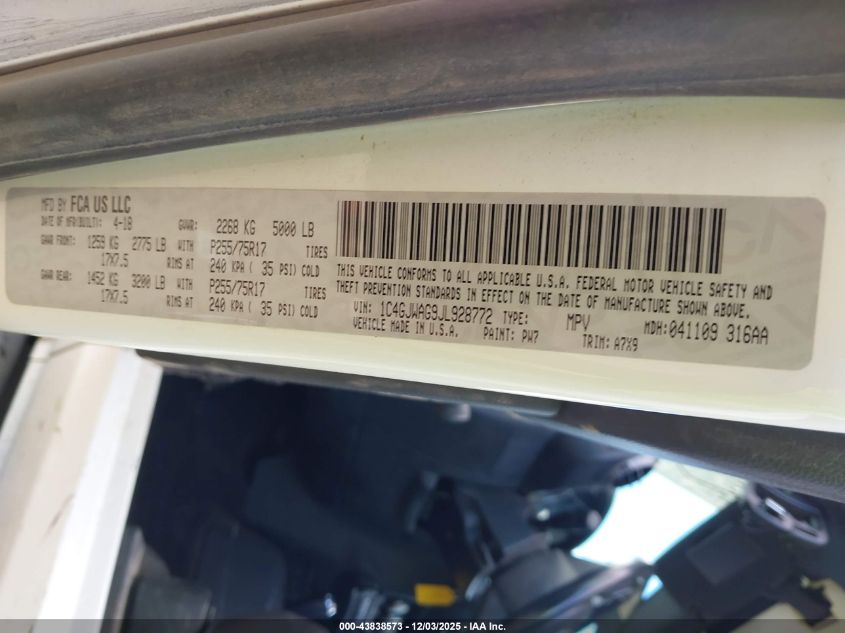 MFD BY FCA US LLC
DATE OF MFR(BUILT): 4-18 GVWR: 2268 KG 5000 LB
GAWR FRONT: 1259 KG 2775 LB WITH P255/75R17 TIRES
17X7.5 RIMS AT 240 KPA ( 35 PSI) COLD
GAWR REAR: 1452 KG 3200 LB WITH P255/75R17 TIRES
17X7.5 RIMS AT 240 KPA ( 35 PSI) COLD
THIS VEHICLE CONFORMS TO ALL APPLICABLE U.S.A. FEDERAL MOTOR VEHICLE SAFETY AND
THEFT PREVENTION STANDARDS IN EFFECT ON THE DATE OF MANUFACTURE SHOWN ABOVE.
VIN: 1C4GJWAG9JL928772 TYPE: MPV MDH: 041109 316AA
VEHICLE MADE IN U.S.A. PAINT: PW7 TRIM: A7X9
000-43838573 - 12/03/2025 - IAA Inc.